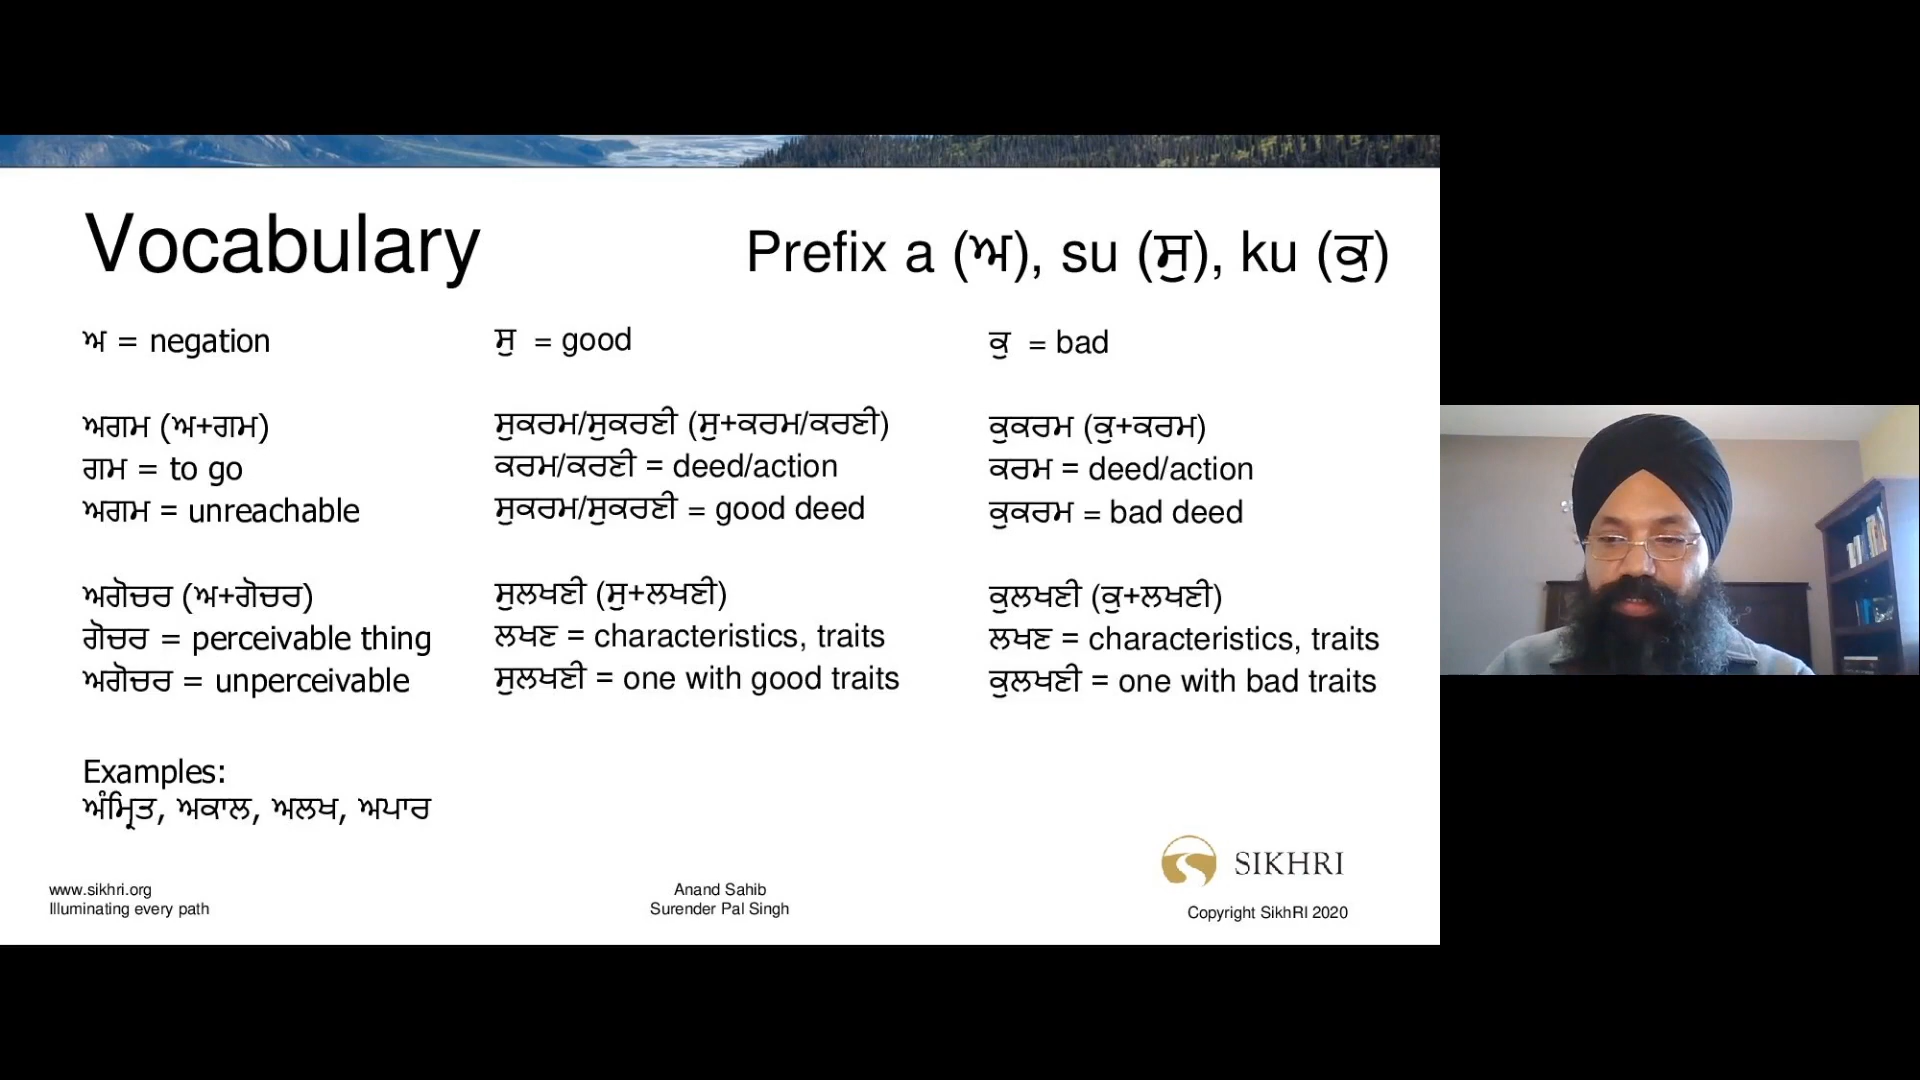 Vocabulary
Prefix a (ਅ), su (ਸੁ), ku (ਕੁ)
ਅ = negation
ਅਗਮ (ਅ+ਗਮ)
ਗਮ = to go
ਅਗਮ = unreachable
ਅਗੋਚਰ (ਅ+ਗੋਚਰ)
ਗੋਚਰ = perceivable thing
ਅਗੋਚਰ = unperceivable
Examples:
ਅੰਮ੍ਰਿਤ, ਅਕਾਲ, ਅਲਖ, ਅਪਾਰ
ਸੁ = good
ਸੁਕਰਮ/ਸੁਕਰਣੀ (ਸੁ+ਕਰਮ/ਕਰਣੀ)
ਕਰਮ/ਕਰਣੀ = deed/action
ਸੁਕਰਮ/ਸੁਕਰਣੀ = good deed
ਸੁਲਖਣੀ (ਸੁ+ਲਖਣੀ)
ਲਖਣ = characteristics, traits
ਸੁਲਖਣੀ = one with good traits
ਕੁ = bad
ਕੁਕਰਮ (ਕੁ+ਕਰਮ)
ਕਰਮ = deed/action
ਕੁਕਰਮ = bad deed
ਕੁਲਖਣੀ (ਕੁ+ਲਖਣੀ)
ਲਖਣ = characteristics, traits
ਕੁਲਖਣੀ = one with bad traits
www.sikhri.org
Illuminating every path
Anand Sahib
Surender Pal Singh
SIKHRI
Copyright SikhRI 2020